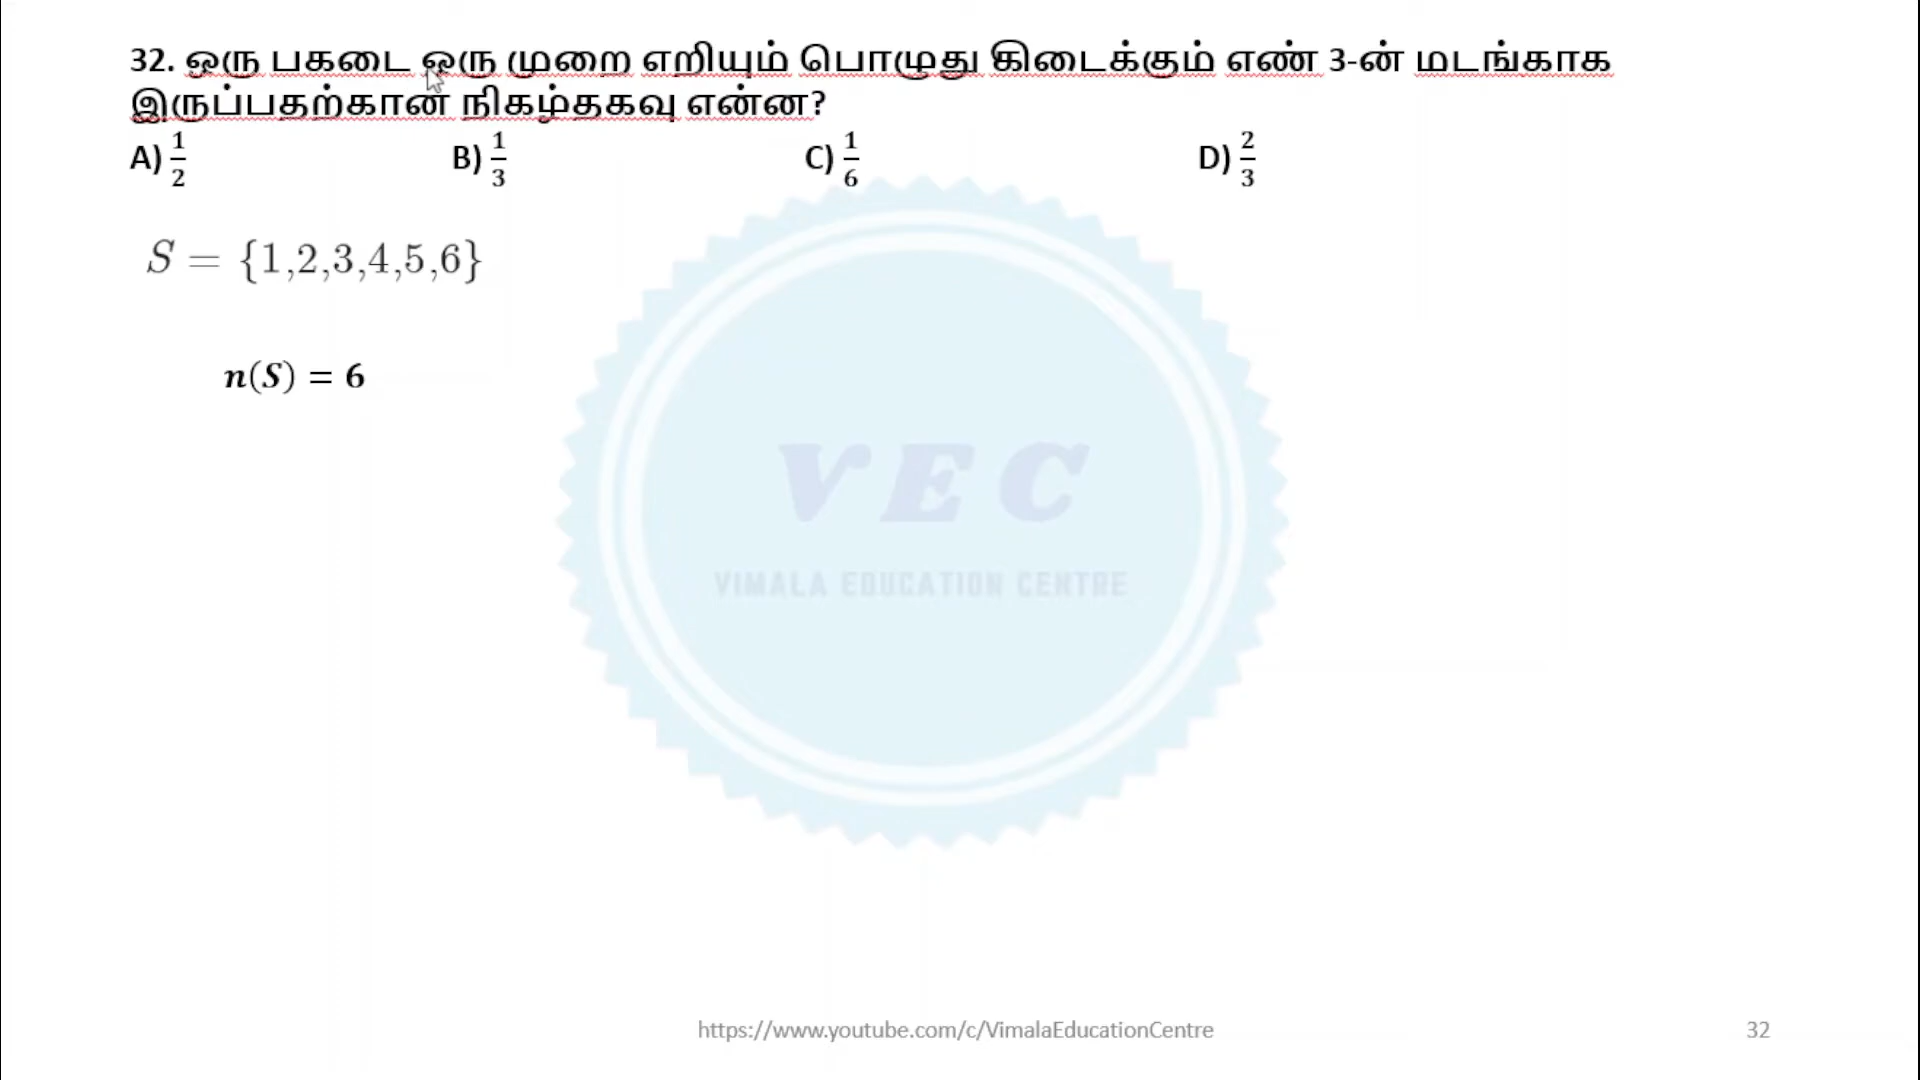 32. ஒரு பகடை ஒரு முறை எறியும் பொழுது கிடைக்கும் எண் 3-ன் மடங்காக
இருப்பதற்கான நிகழ்தகவு என்ன?
A) 1/2 B) 1/3 C) 1/6 D) 2/3
S = {1,2,3,4,5,6}
n(S) = 6
VEC
VIMALA EDUCATION CENTRE
https://www.youtube.com/c/VimalaEducationCentre 32